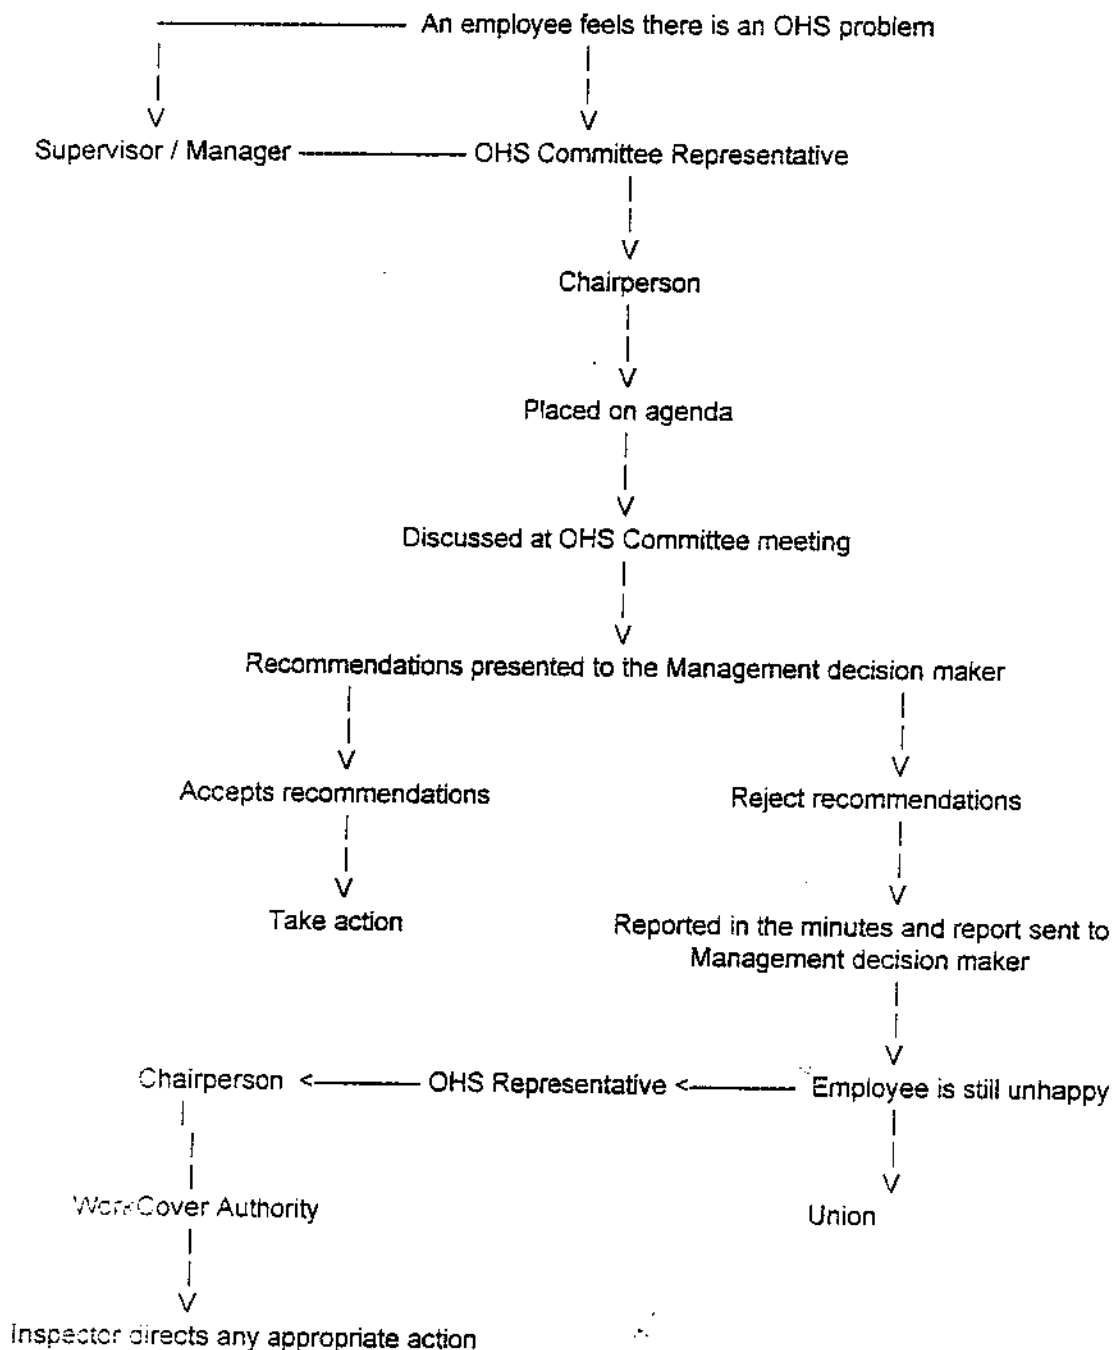 An employee feels there is an OHS problem
Supervisor / Manager
OHS Committee Representative
Chairperson
Placed on agenda
Discussed at OHS Committee meeting
Recommendations presented to the Management decision maker
Accepts recommendations
Reject recommendations
Take action
Reported in the minutes and report sent to
Management decision maker
Chairperson
OHS Representative
Employee is still unhappy
WorkCover Authority
Union
Inspector directs any appropriate action